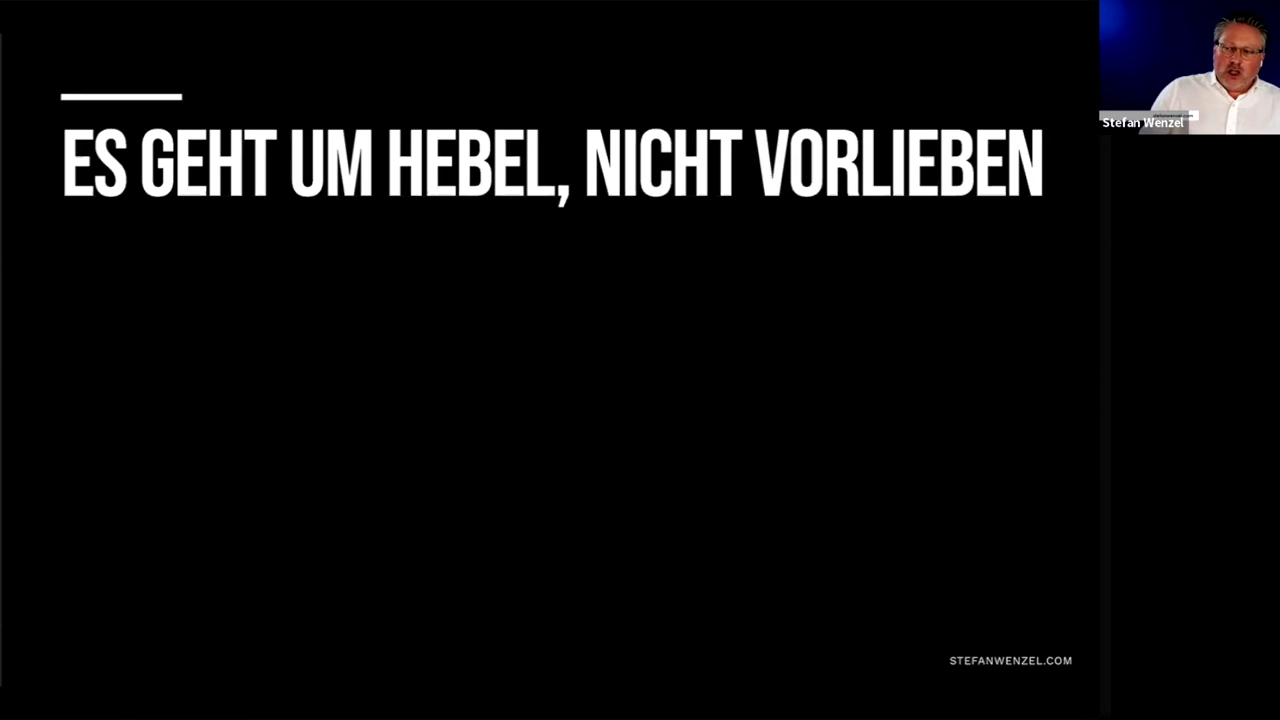 ES GEHT UM HEBEL, NICHT VORLIEBEN
Stefan Wenzel
STEFANWENZEL.COM